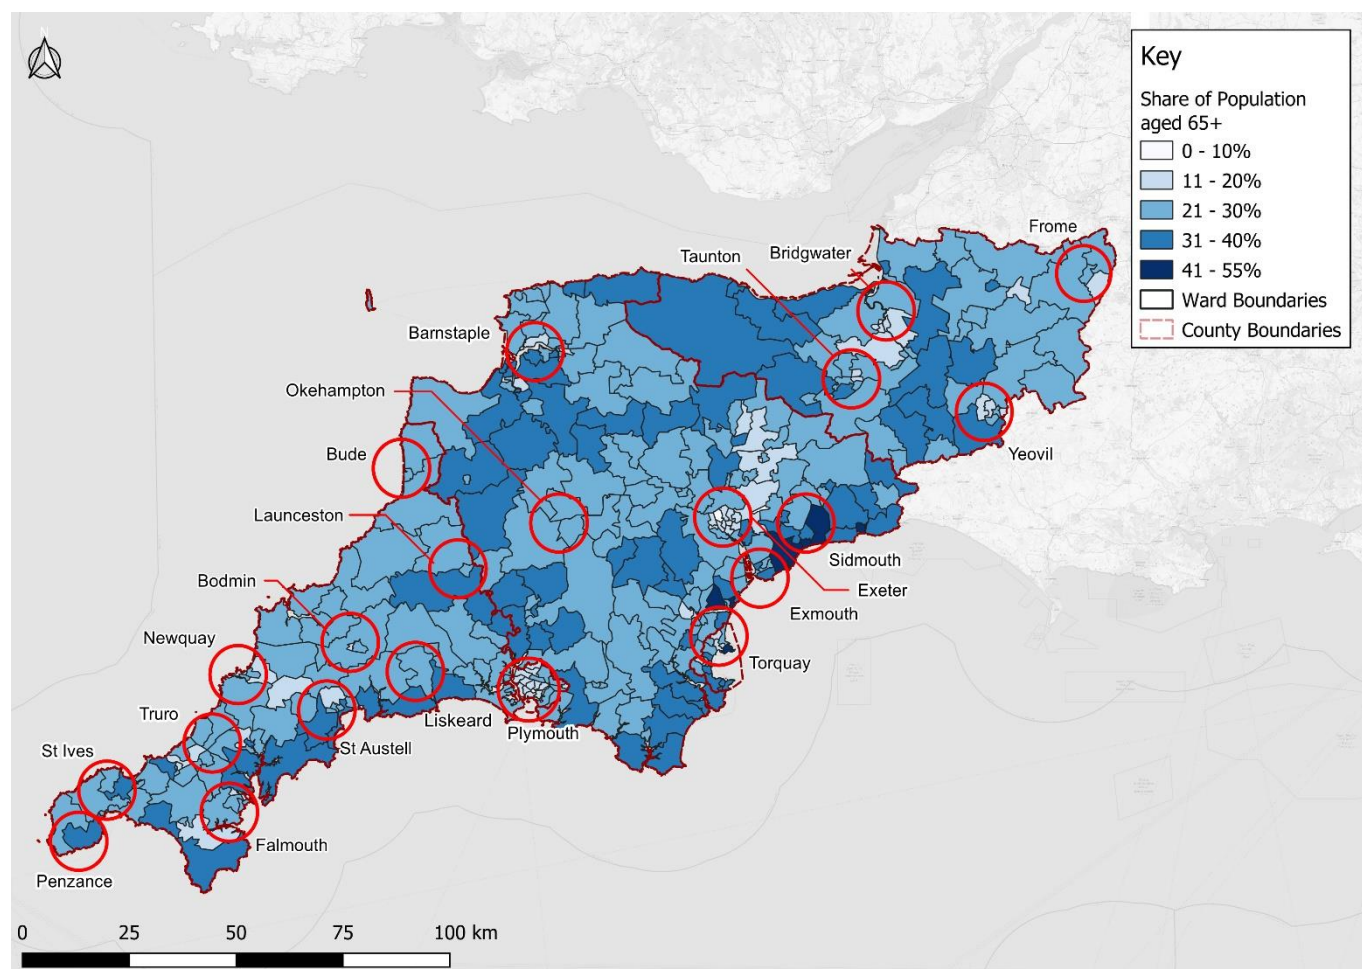 N
Key
Share of Population
aged 65+
0 - 10%
11 - 20%
21 - 30%
31 - 40%
41 - 55%
Ward Boundaries
County Boundaries
Frome
Bridgwater
Taunton
Barnstaple
Okehampton
Bude
Yeovil
Launceston
Sidmouth
Bodmin
Exeter
Exmouth
Newquay
Torquay
Truro
Liskeard
Plymouth
St Ives
St Austell
Falmouth
Penzance
0 25 50 75 100 km